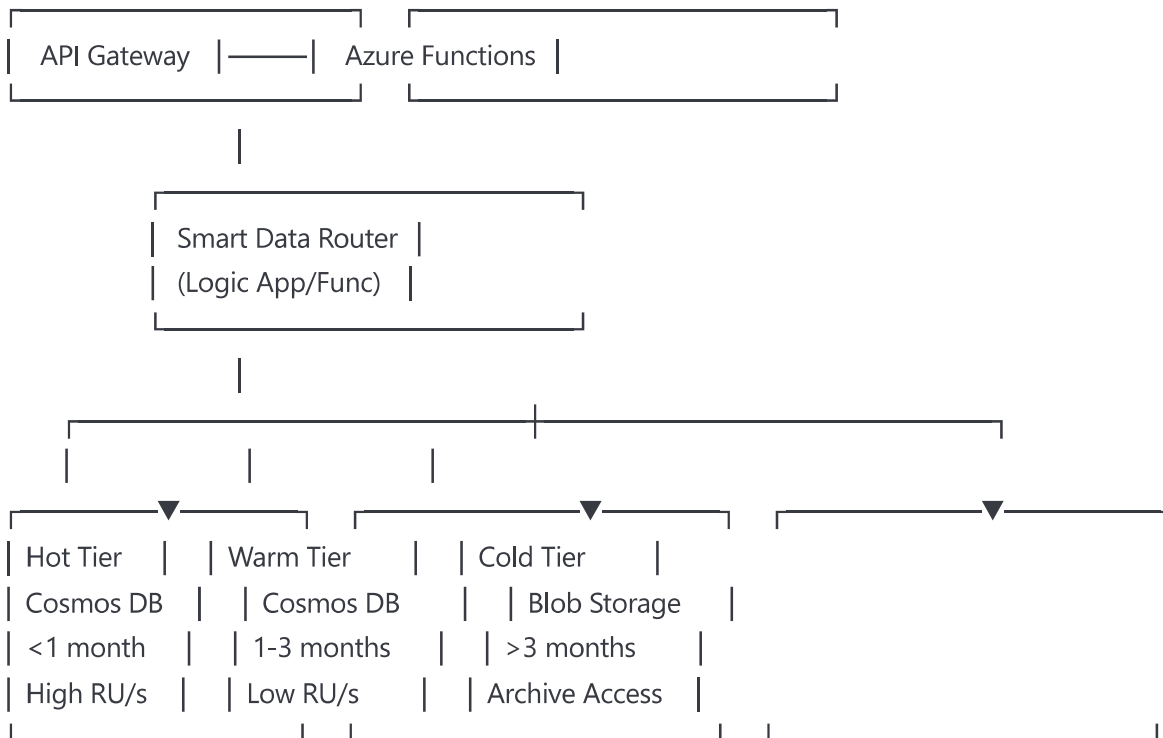 API Gateway Azure Functions
Smart Data Router
(Logic App/Func)
Hot Tier Warm Tier Cold Tier
Cosmos DB Cosmos DB Blob Storage
<1 month 1-3 months >3 months
High RU/s Low RU/s Archive Access